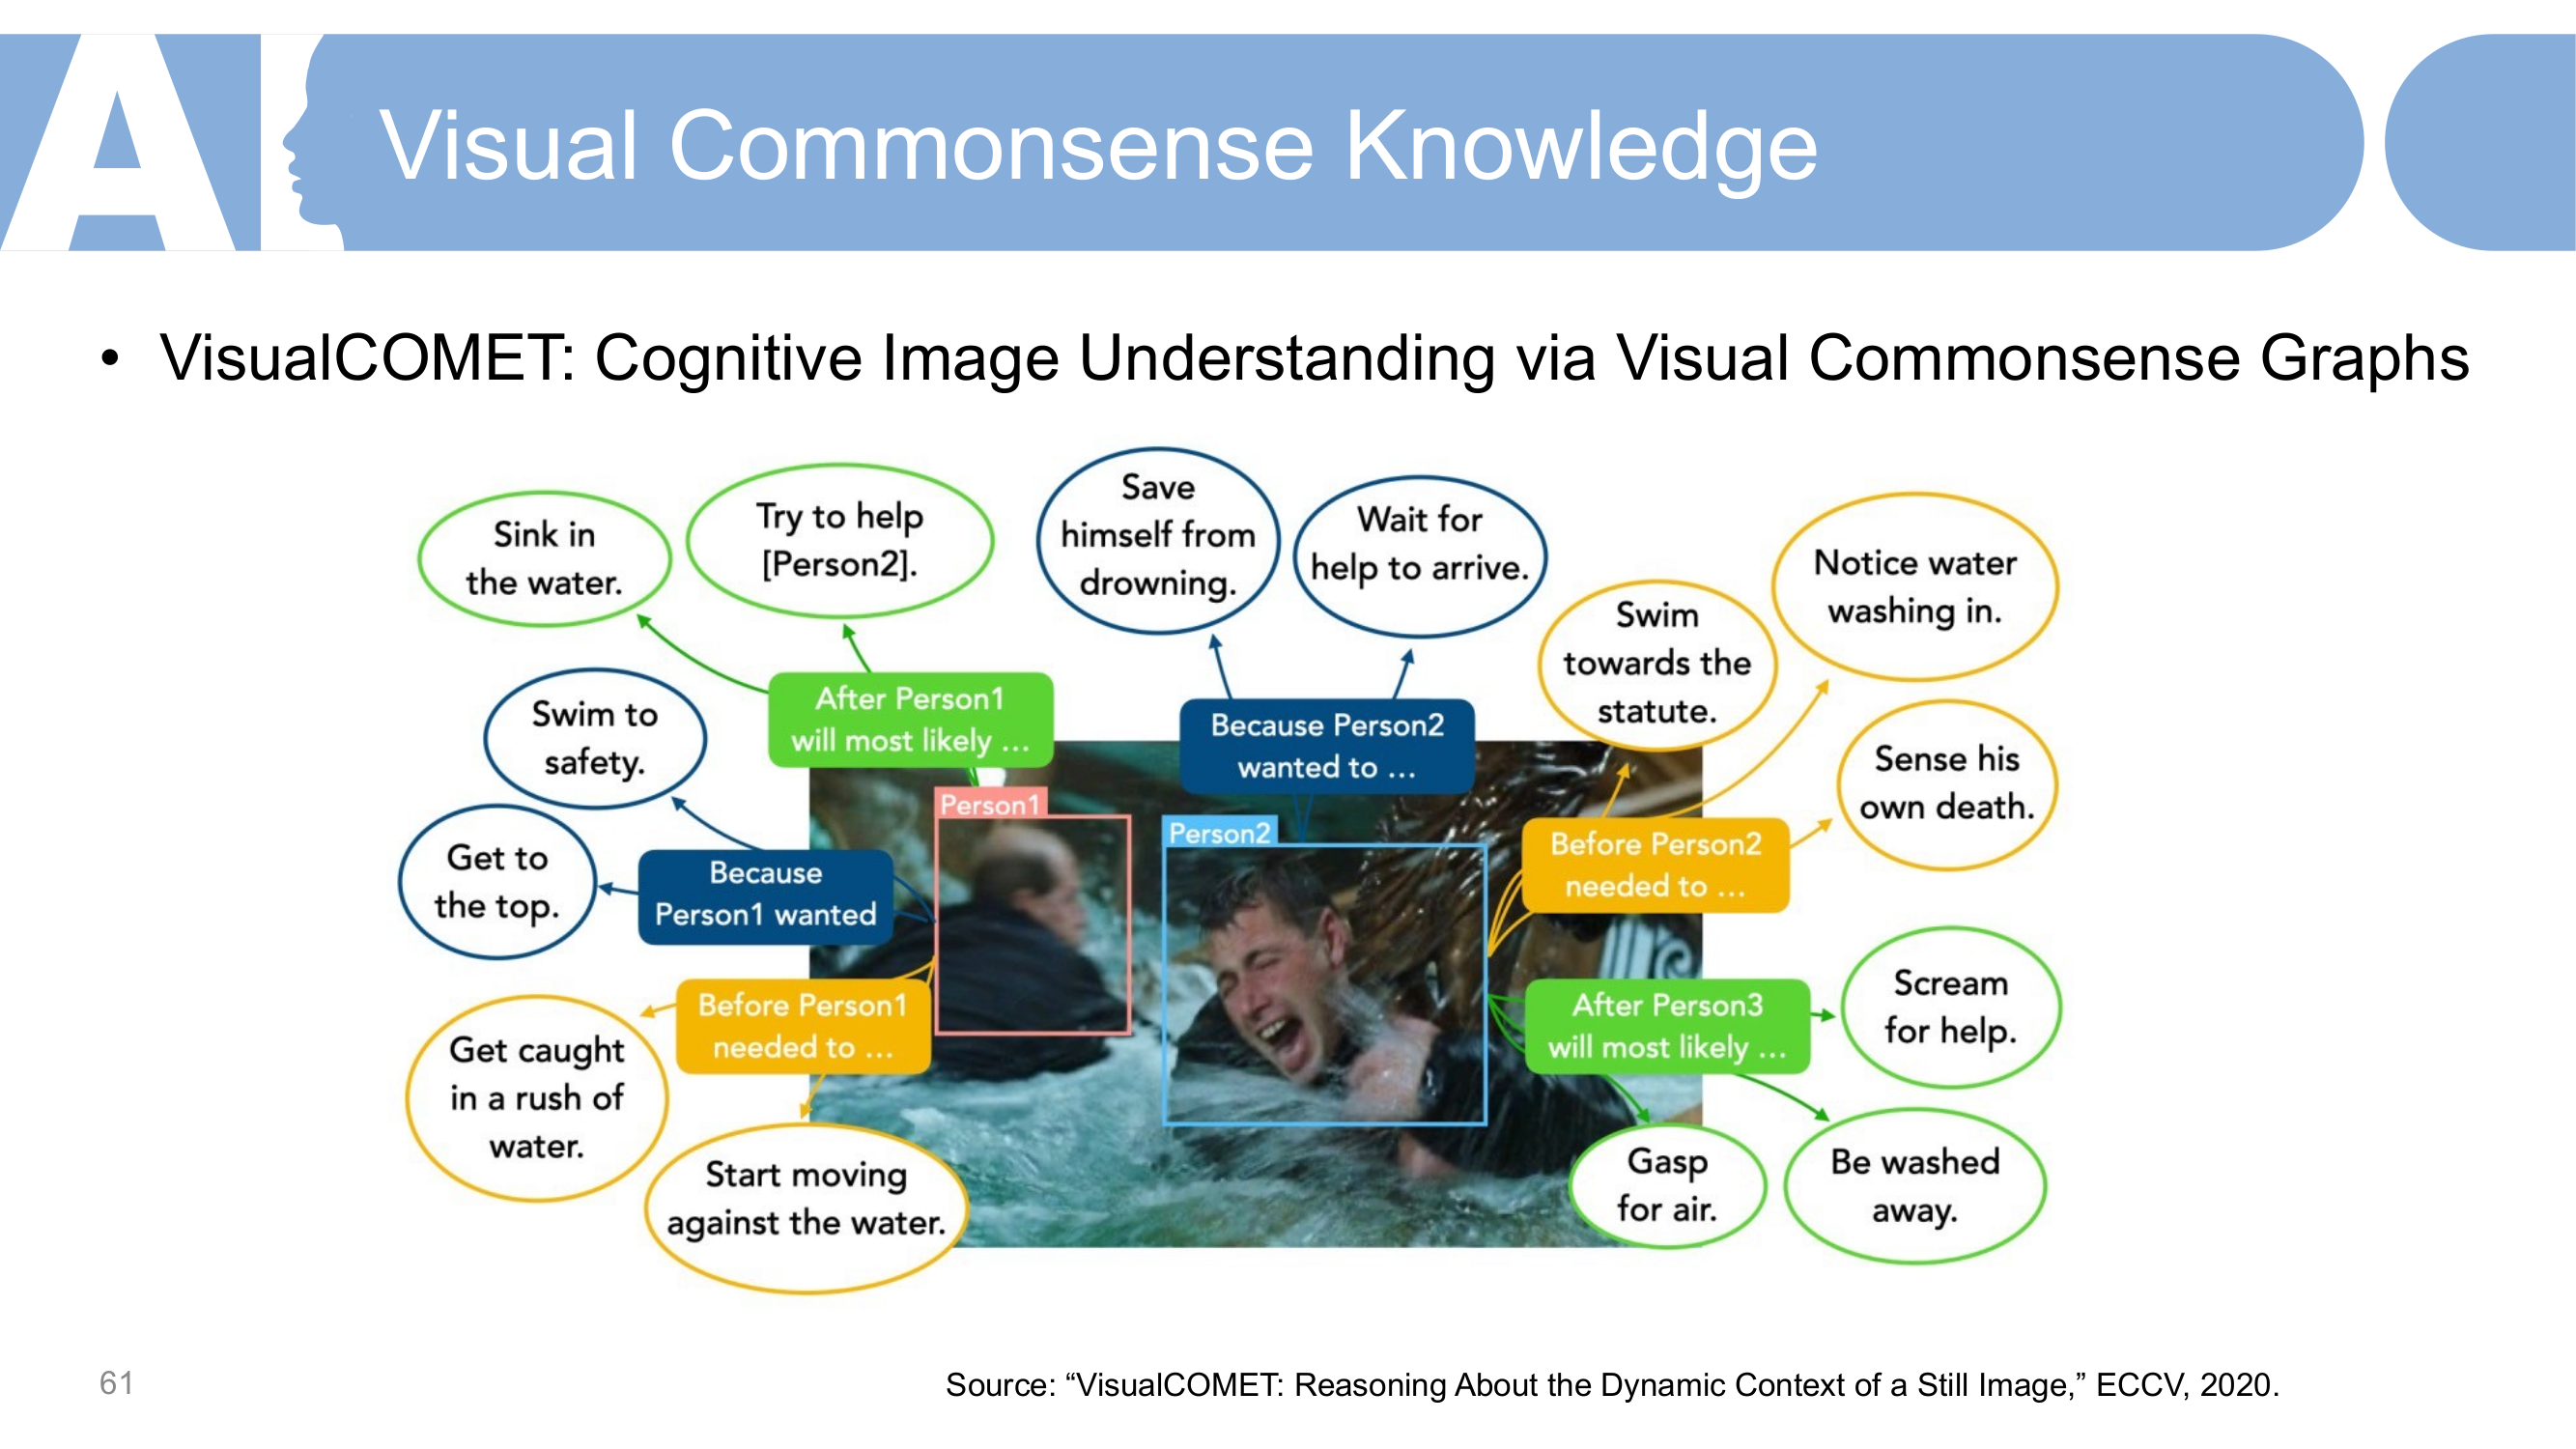 A
Visual Commonsense Knowledge
• VisualCOMET: Cognitive Image Understanding via Visual Commonsense Graphs
Sink in
the water.
Try to help
[Person2].
Save
himself from
drowning.
Wait for
help to arrive.
Swim
towards the
statute.
Notice water
washing in.
Swim to
safety.
After Person1
will most likely ...
Because Person2
wanted to ...
Sense his
own death.
Get to
the top.
Because
Person1 wanted
Person1
Person2
Before Person2
needed to ...
Before Person1
needed to ...
After Person3
will most likely ...
Scream
for help.
Get caught
in a rush of
water.
Start moving
against the water.
Gasp
for air.
Be washed
away.
61
Source: “VisualCOMET: Reasoning About the Dynamic Context of a Still Image,” ECCV, 2020.